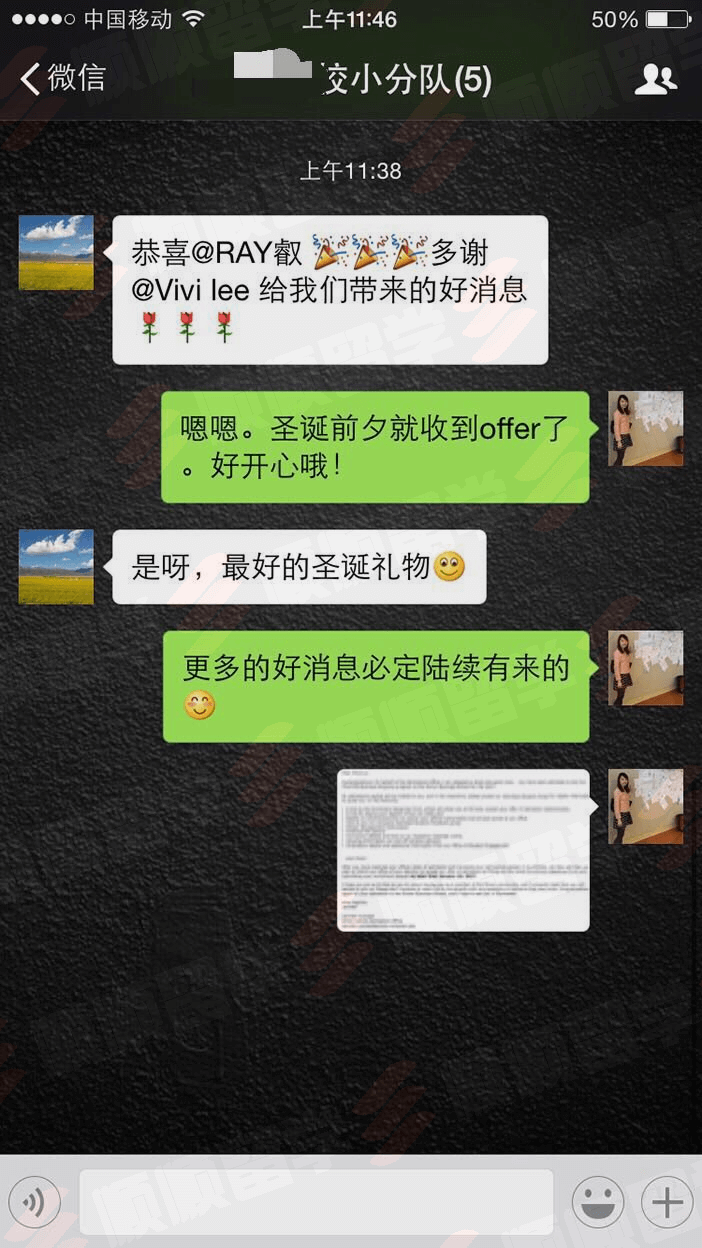 中国移动 上午11:46 50%
微信 校小分队(5)
上午11:38
恭喜@RAY叡 🎉🎉🎉多谢
@Vivi lee 给我们带来的好消息
🌹🌹🌹
嗯嗯。圣诞前夕就收到offer了
。好开心哦!
是呀，最好的圣诞礼物
更多的好消息必定陆续有来的
😊
顺顺留学